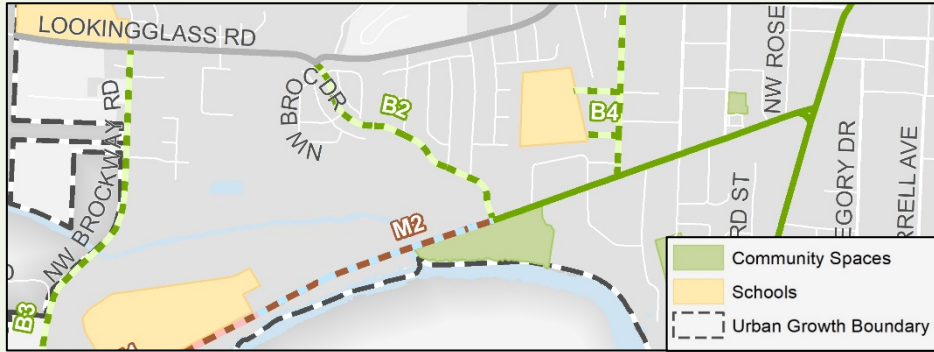 LOOKINGGLASS RD
NW ROSE
NW BROC
DR
B2
B4
NW BROCKWAY RD
M2
RD ST
EGORY DR
RRELL AVE
B3
Community Spaces
Schools
Urban Growth Boundary